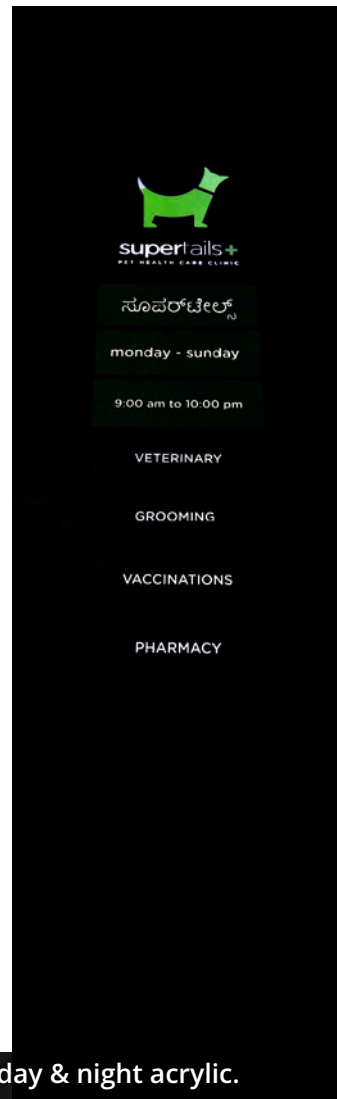 supertails+
PET HEALTH CARE CLINIC
ಸೂಪರ್‌ಟೇಲ್ಸ್
monday - sunday
9:00 am to 10:00 pm
VETERINARY
GROOMING
VACCINATIONS
PHARMACY
day & night acrylic.